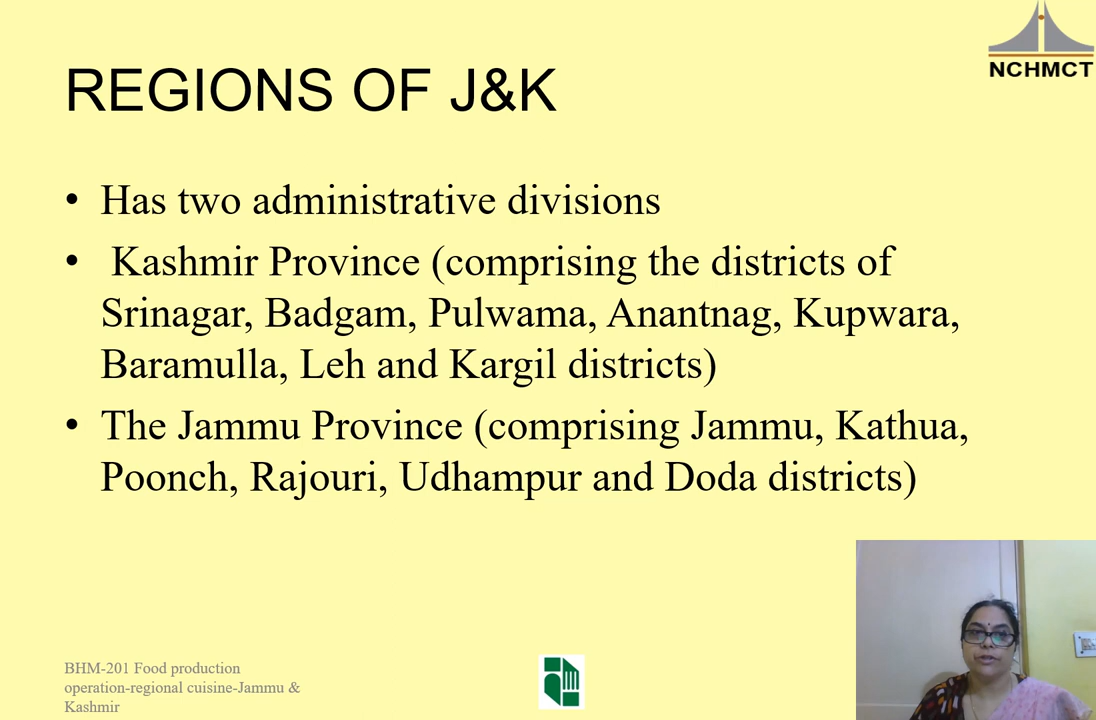 NCHMCT
REGIONS OF J&K
• Has two administrative divisions
• Kashmir Province (comprising the districts of
Srinagar, Badgam, Pulwama, Anantnag, Kupwara,
Baramulla, Leh and Kargil districts)
• The Jammu Province (comprising Jammu, Kathua,
Poonch, Rajouri, Udhampur and Doda districts)
BHM-201 Food production
operation-regional cuisine-Jammu &
Kashmir